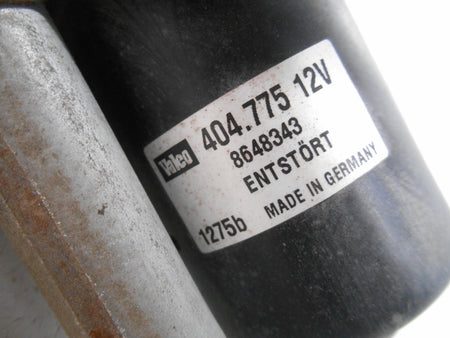 Valeo 404.775 12V
8648343
ENTSTÖRT
1275b MADE IN GERMANY